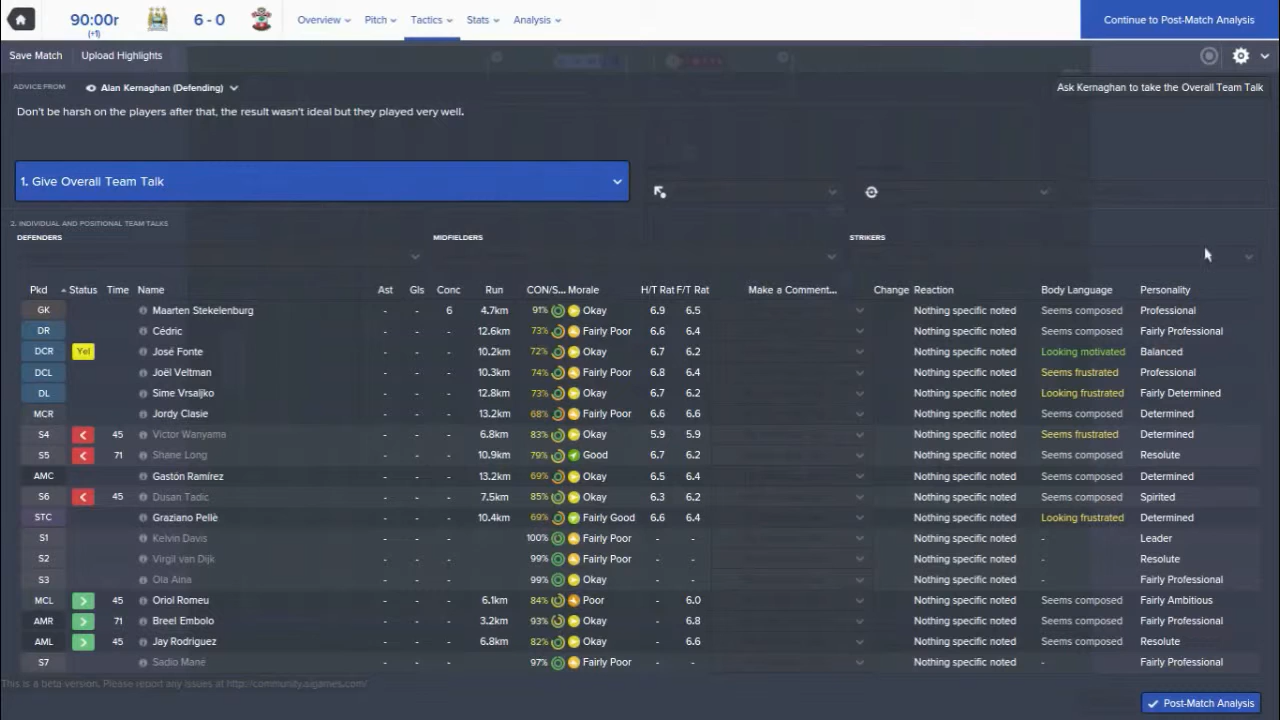 90:00r 6 - 0 Overview Pitch Tactics Stats Analysis Continue to Post-Match Analysis
(+1)
Save Match Upload Highlights
ADVICE FROM Alan Kernaghan (Defending) Ask Kernaghan to take the Overall Team Talk
Don't be harsh on the players after that, the result wasn't ideal but they played very well.
1. Give Overall Team Talk
2. INDIVIDUAL AND POSITIONAL TEAM TALKS
DEFENDERS MIDFIELDERS STRIKERS
Pkd Status Time Name Ast Gls Conc Run CON/S... Morale H/T Rat F/T Rat Make a Comment... Change Reaction Body Language Personality
GK Maarten Stekelenburg - - 6 4.7km 91% Okay 6.9 6.5 Nothing specific noted Seems composed Professional
DR Cédric - - - 12.6km 73% Fairly Poor 6.6 6.4 Nothing specific noted Seems composed Fairly Professional
DCR Yel José Fonte - - - 10.2km 72% Okay 6.7 6.2 Nothing specific noted Looking motivated Balanced
DCL Joël Veltman - - - 10.3km 74% Fairly Poor 6.8 6.4 Nothing specific noted Seems frustrated Professional
DL Sime Vrsaljko - - - 12.8km 73% Okay 6.7 6.2 Nothing specific noted Looking frustrated Fairly Determined
MCR Jordy Clasie - - - 13.2km 68% Fairly Poor 6.6 6.6 Nothing specific noted Seems composed Determined
S4 45 Victor Wanyama - - - 6.8km 83% Okay 5.9 5.9 Nothing specific noted Seems frustrated Determined
S5 71 Shane Long - - - 10.9km 79% Good 6.7 6.2 Nothing specific noted Seems composed Resolute
AMC Gastón Ramírez - - - 13.2km 69% Okay 6.5 6.4 Nothing specific noted Seems composed Determined
S6 45 Dusan Tadic - - - 7.5km 85% Okay 6.3 6.2 Nothing specific noted Seems composed Spirited
STC Graziano Pellè - - - 10.4km 69% Fairly Good 6.6 6.4 Nothing specific noted Looking frustrated Determined
S1 Kelvin Davis 100% Fairly Poor - - Nothing specific noted - Leader
S2 Virgil van Dijk 99% Fairly Poor - - Nothing specific noted - Resolute
S3 Ola Aina 99% Okay - - Nothing specific noted - Fairly Professional
MCL 45 Oriol Romeu - - - 6.1km 84% Poor - 6.0 Nothing specific noted Seems composed Fairly Ambitious
AMR 71 Breel Embolo - - - 3.2km 93% Okay - 6.8 Nothing specific noted Seems composed Fairly Professional
AML 45 Jay Rodriguez - - - 6.8km 82% Okay - 6.6 Nothing specific noted Seems composed Resolute
S7 Sadio Mané 97% Fairly Poor - - Nothing specific noted - Fairly Professional
This is a beta version. Please report any issues at http://community.sigames.com/
Post-Match Analysis